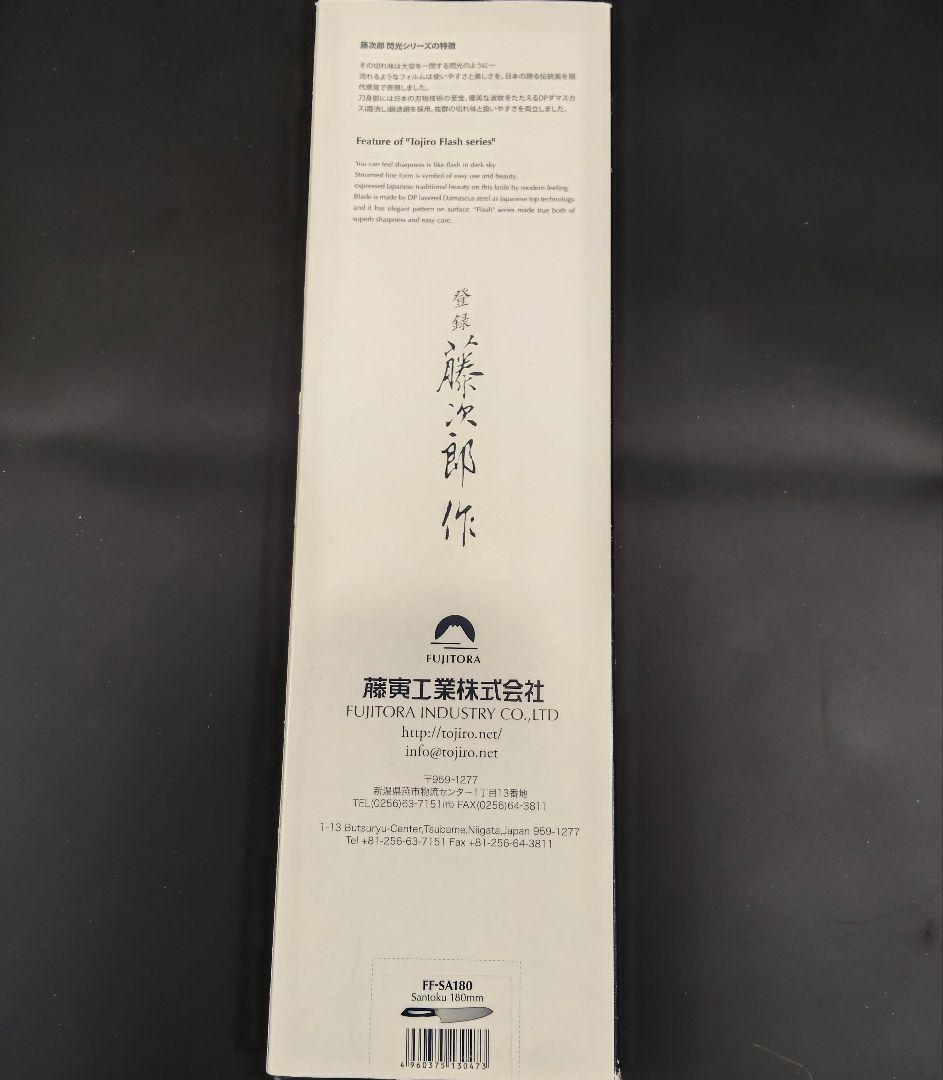 藤次郎 閃光シリーズの特徴
その切れ味は大空を一閃する閃光のように―
流れるようなフォルムは使いやすさと美しさを、日本の誇る伝統美を現
代感覚で表現しました。
刀身部には日本の刃物技術の至宝、優美な波紋をたたえるDPダマスカ
ス(霞流し)鍛造鋼を採用。抜群の切れ味と扱いやすさを両立しました。
Feature of "Tojiro Flash series"
You can feel sharpness is like flash in dark sky.
Streamed line form is symbol of easy use and beauty.
expressed Japanese traditional beauty on this knife by modern feeling.
Blade is made by DP layered Damascus steel as Japanese top technology
and it has elegant pattern on surface. "Flash" series made true both of
superb sharpness and easy care.
登録
藤次郎作
FUJITORA
藤寅工業株式会社
FUJITORA INDUSTRY CO.,LTD
http://tojiro.net/
info@tojiro.net
〒959-1277
新潟県燕市物流センター1丁目13番地
TEL(0256)63-7151㈹ FAX(0256)64-3811
1-13 Butsuryu-Center,Tsubame,Niigata,Japan 959-1277
Tel +81-256-63-7151 Fax +81-256-64-3811
FF-SA180
Santoku 180mm
4 960375 130473